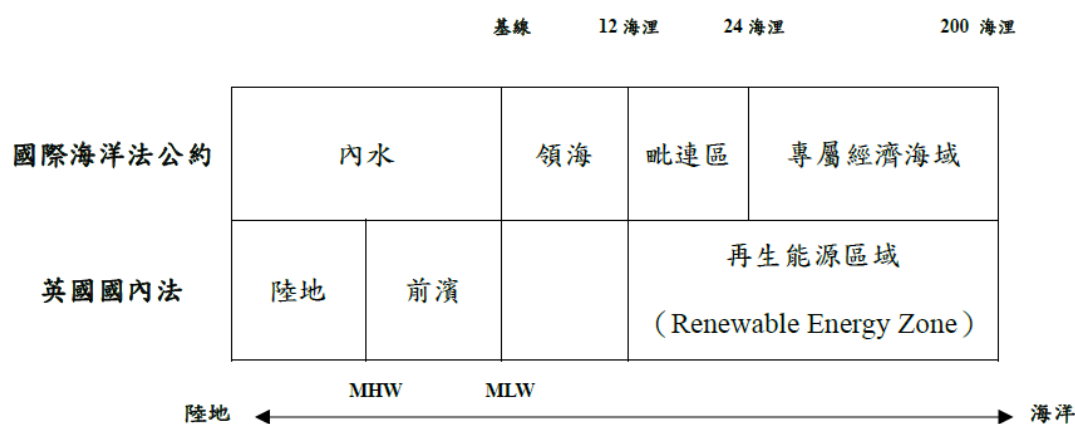 基線 12 海浬 24 海浬 200 海浬
國際海洋法公約 內水 領海 毗連區 專屬經濟海域
英國國內法 陸地 前濱 再生能源區域
（Renewable Energy Zone）
MHW MLW
陸地 海洋